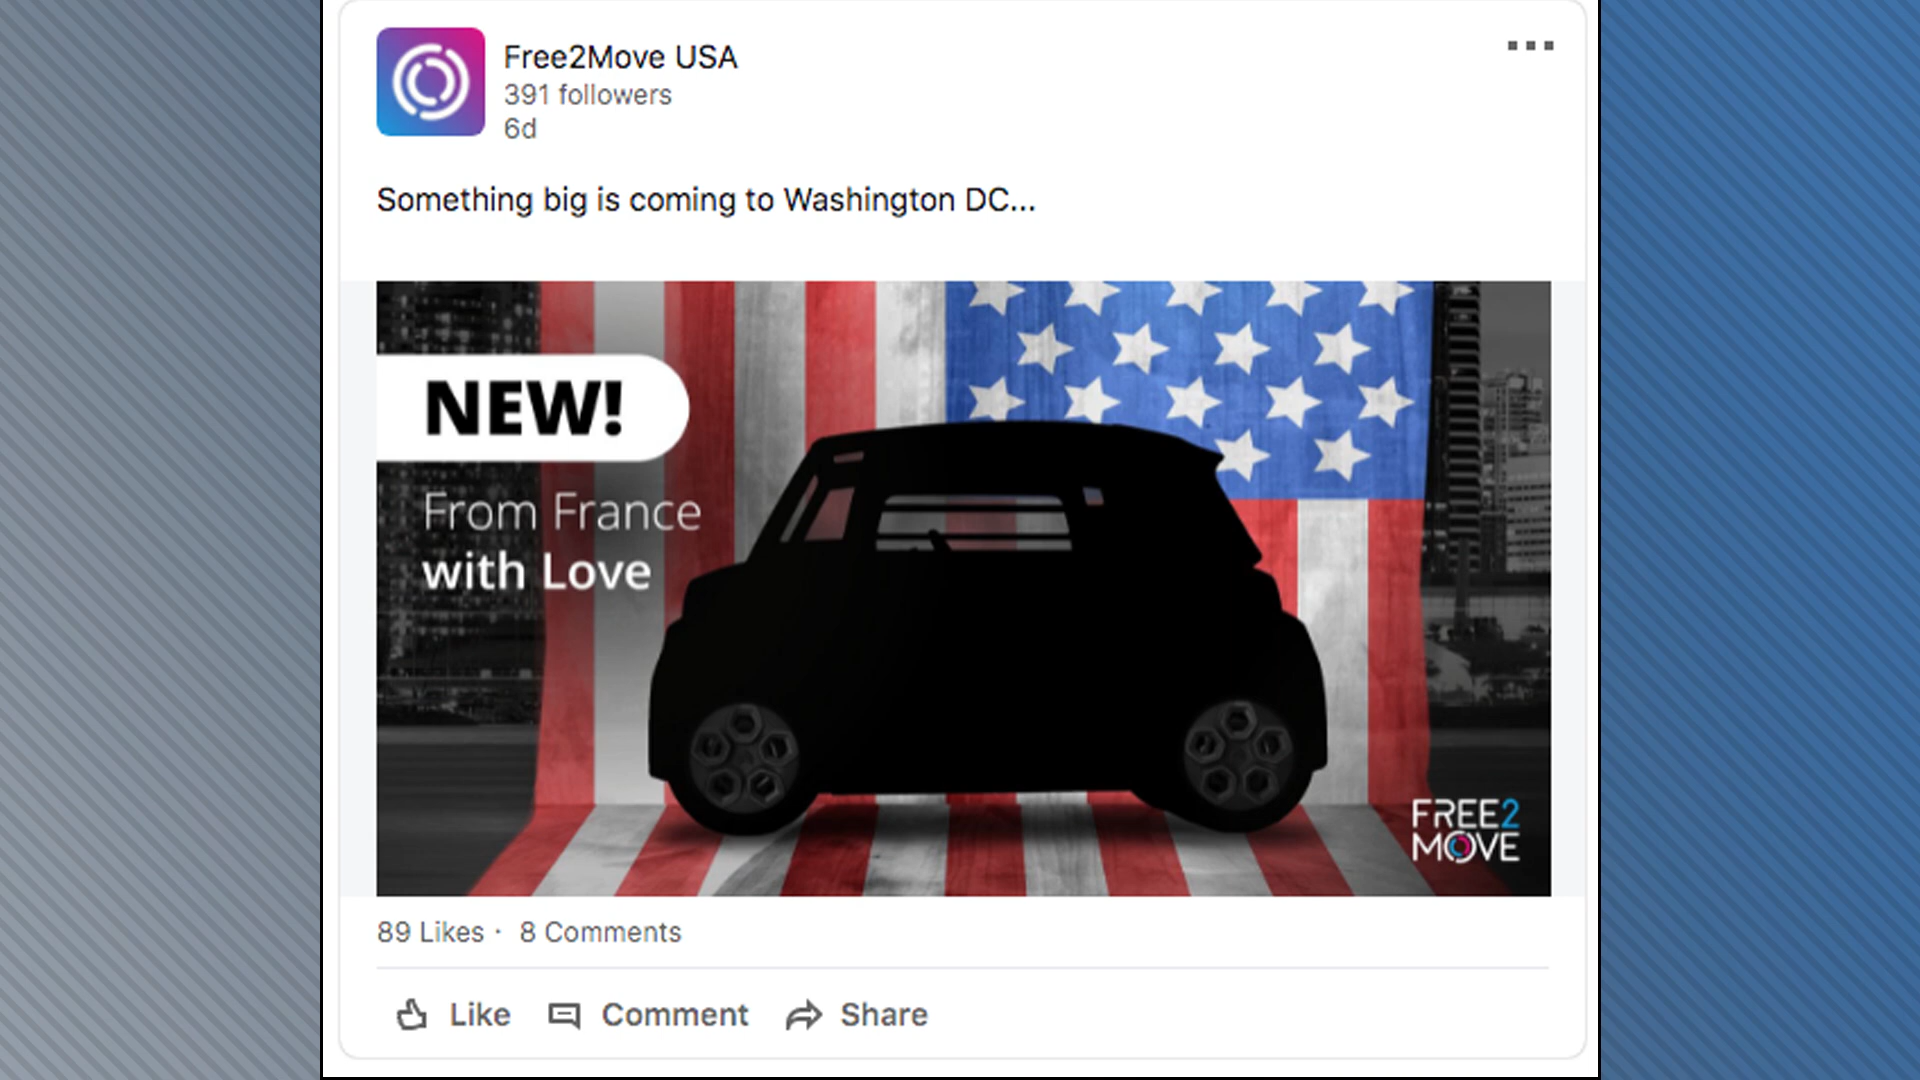 Free2Move USA
391 followers
6d
Something big is coming to Washington DC...
NEW!
From France
with Love
FREE2
MOVE
89 Likes · 8 Comments
Like Comment Share